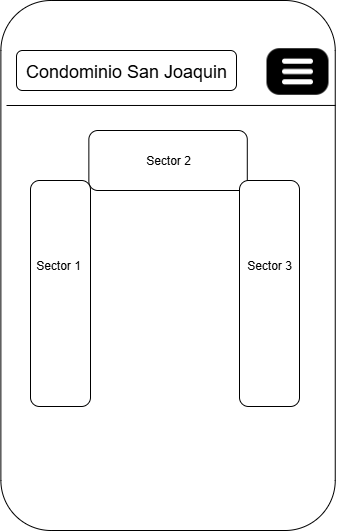 Condominio San Joaquin
Sector 2
Sector 1
Sector 3